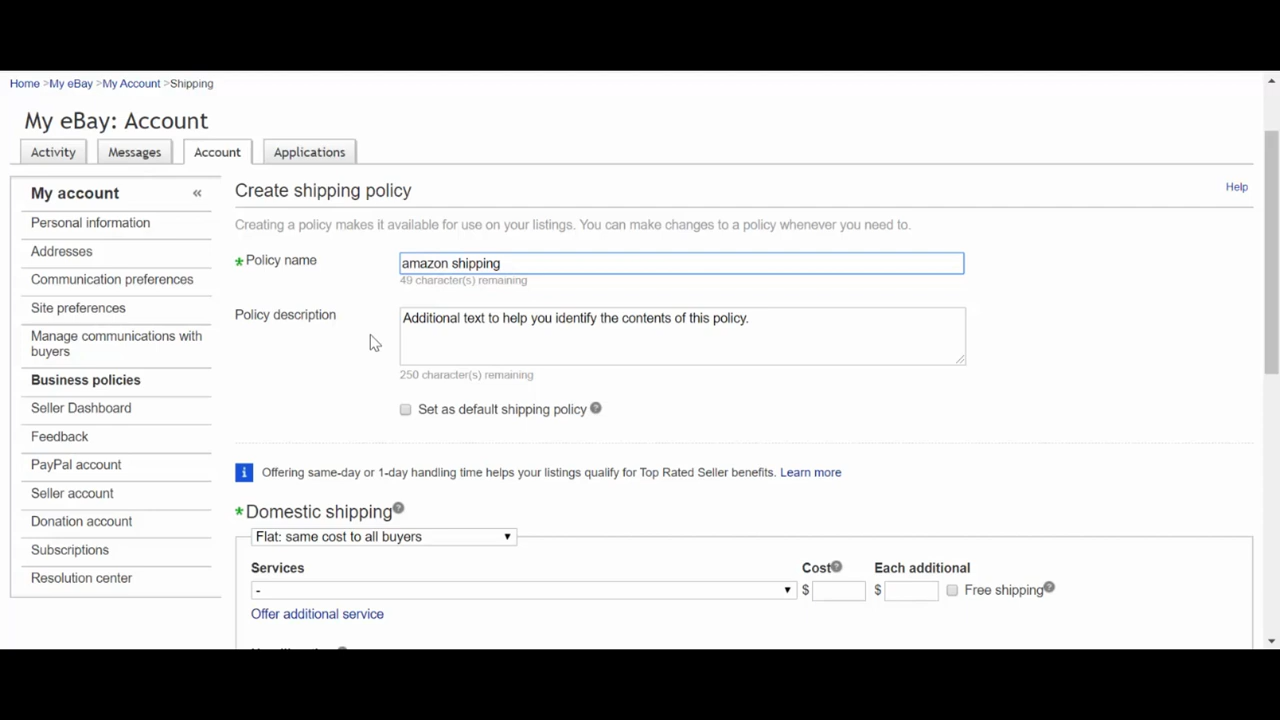 Home >My eBay >My Account >Shipping
My eBay: Account
Activity
Messages
Account
Applications
My account «
Personal information
Addresses
Communication preferences
Site preferences
Manage communications with
buyers
Business policies
Seller Dashboard
Feedback
PayPal account
Seller account
Donation account
Subscriptions
Resolution center
Create shipping policy
Help
Creating a policy makes it available for use on your listings. You can make changes to a policy whenever you need to.
* Policy name
amazon shipping
49 character(s) remaining
Policy description
Additional text to help you identify the contents of this policy.
250 character(s) remaining
Set as default shipping policy ?
i Offering same-day or 1-day handling time helps your listings qualify for Top Rated Seller benefits. Learn more
* Domestic shipping ?
Flat: same cost to all buyers
Services
Cost ?
Each additional
-
$
$
Free shipping ?
Offer additional service